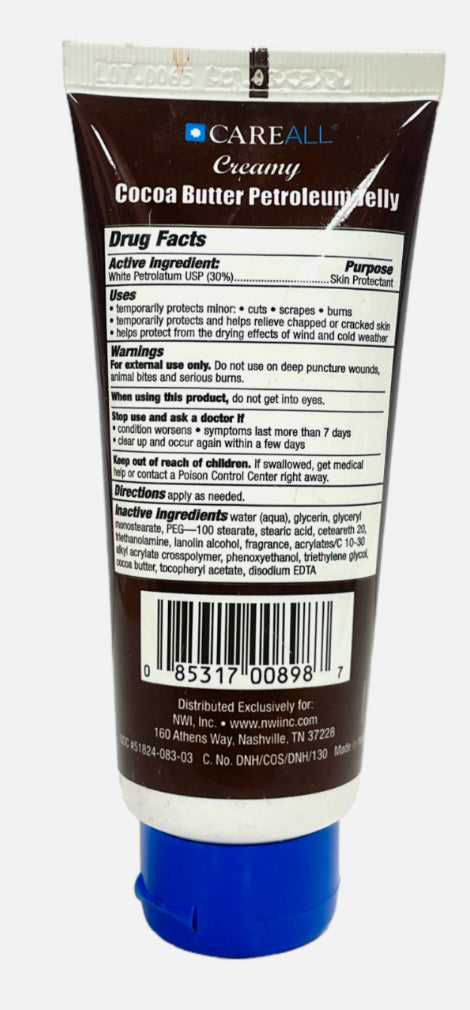 LOT.0065
CAREALL®
Creamy
Cocoa Butter Petroleum Jelly
Drug Facts
Active Ingredient: Purpose
White Petrolatum USP (30%)..............................Skin Protectant
Uses
• temporarily protects minor: • cuts • scrapes • burns
• temporarily protects and helps relieve chapped or cracked skin
• helps protect from the drying effects of wind and cold weather
Warnings
For external use only. Do not use on deep puncture wounds,
animal bites and serious burns.
When using this product, do not get into eyes.
Stop use and ask a doctor if
• condition worsens • symptoms last more than 7 days
• clear up and occur again within a few days
Keep out of reach of children. If swallowed, get medical
help or contact a Poison Control Center right away.
Directions apply as needed.
Inactive ingredients water (aqua), glycerin, glyceryl
monostearate, PEG—100 stearate, stearic acid, ceteareth 20,
triethanolamine, lanolin alcohol, fragrance, acrylates/C 10-30
alkyl acrylate crosspolymer, phenoxyethanol, triethylene glycol,
cocoa butter, tocopheryl acetate, disodium EDTA
0 85317 00898 7
Distributed Exclusively for:
NWI, Inc. • www.nwiinc.com
160 Athens Way, Nashville, TN 37228
NDC #51824-083-03 C. No. DNH/COS/DNH/130 Made in